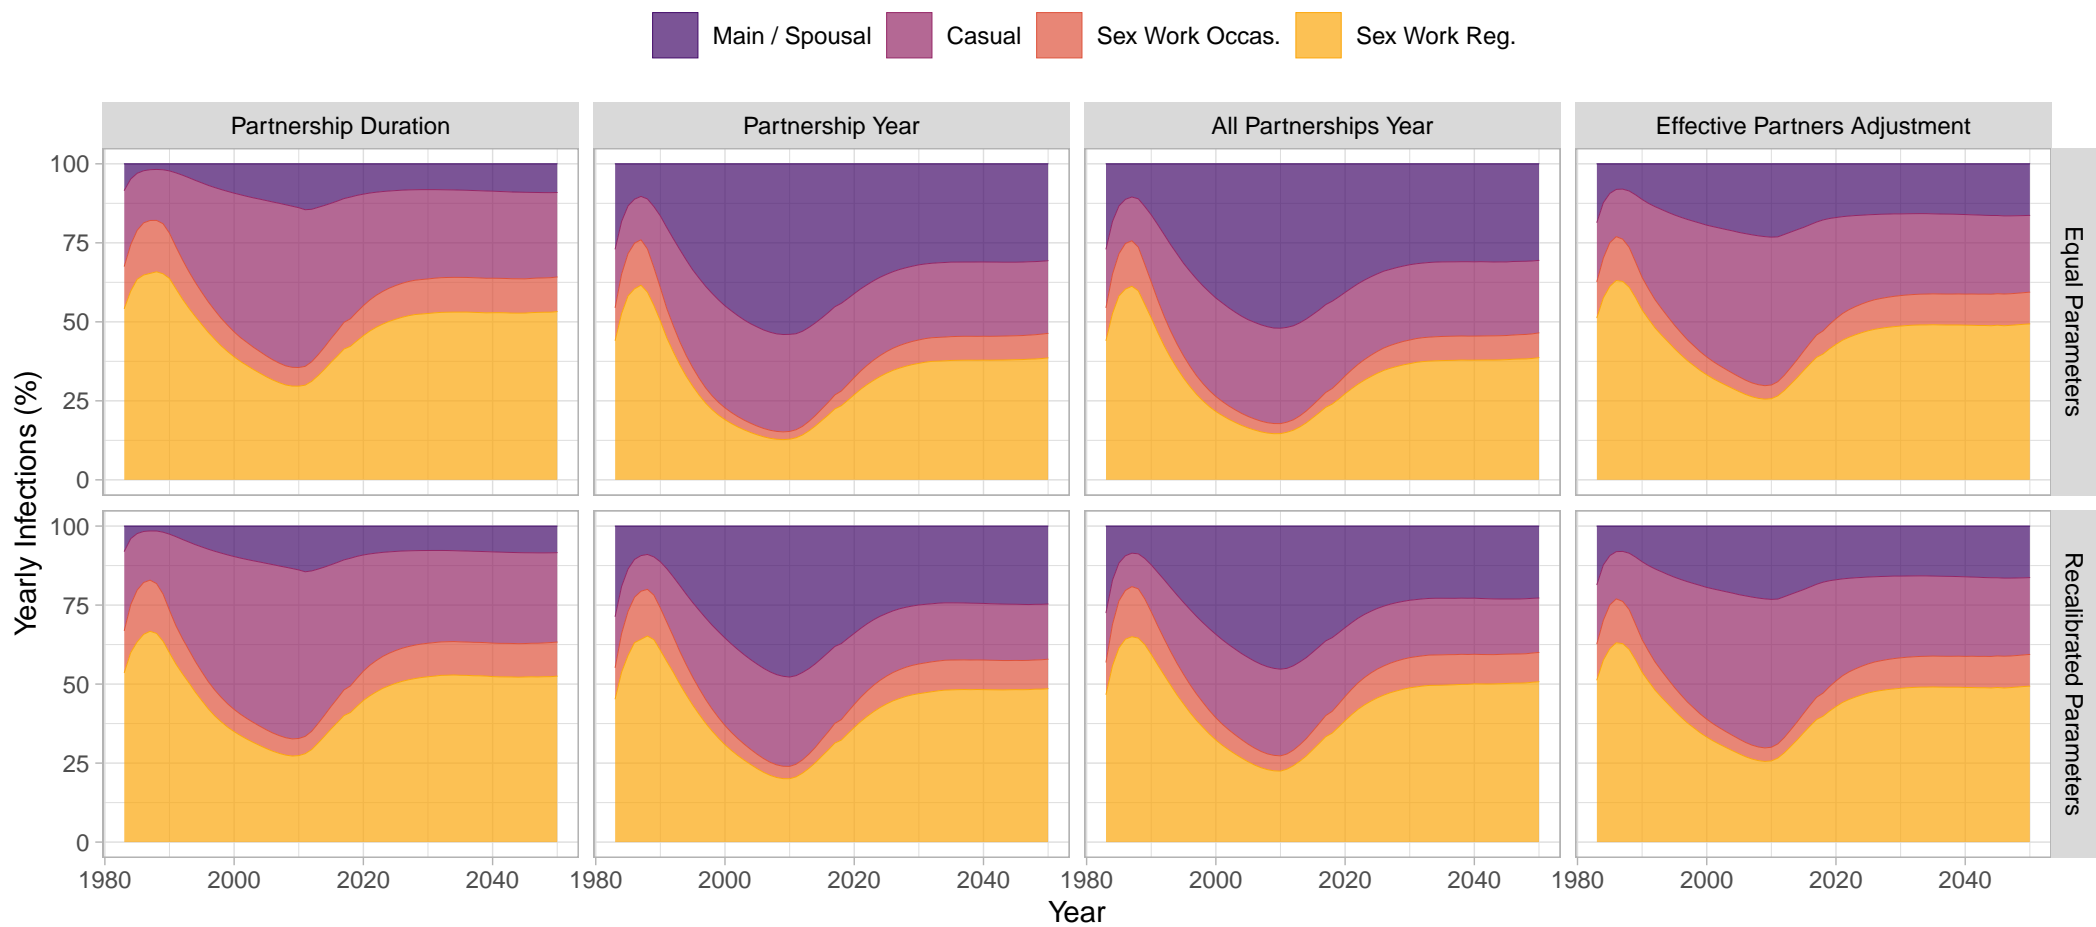 Main / Spousal Casual Sex Work Occas. Sex Work Reg.
Partnership Duration Partnership Year All Partnerships Year Effective Partners Adjustment
Yearly Infections (%)
100
75
50
25
0
Equal Parameters
100
75
50
25
0
Recalibrated Parameters
1980 2000 2020 2040 1980 2000 2020 2040 1980 2000 2020 2040 1980 2000 2020 2040
Year